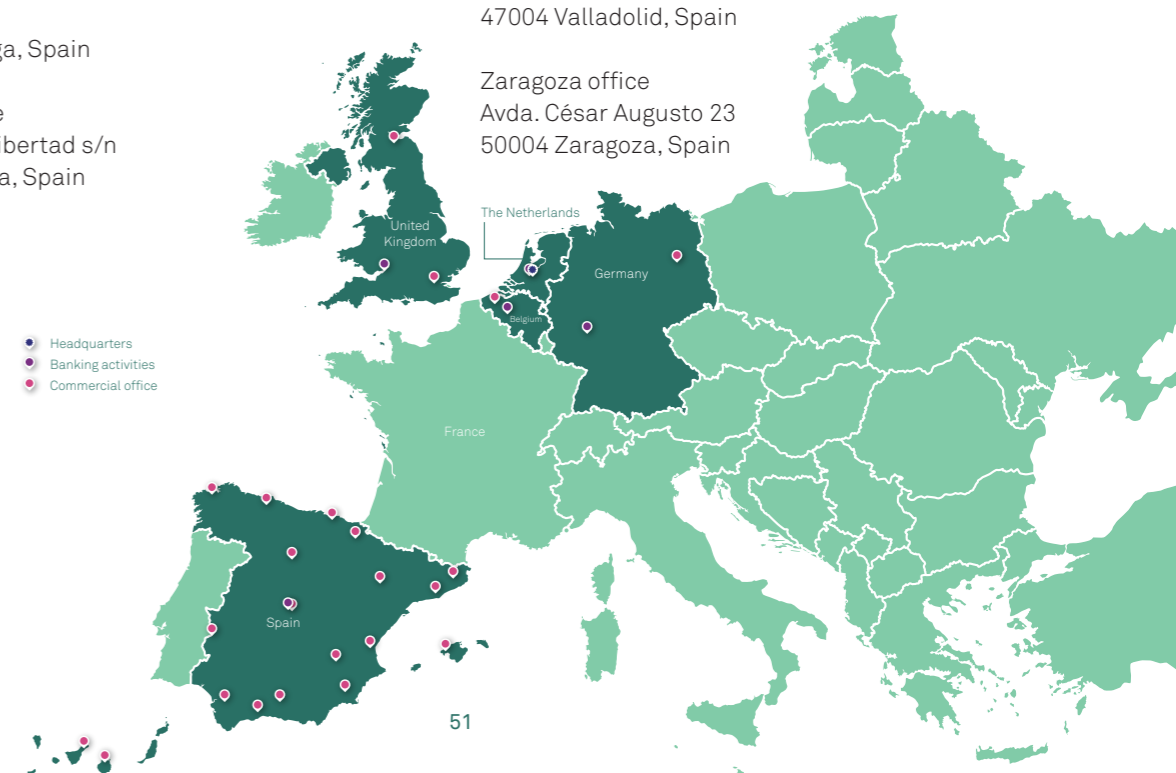 ga, Spain
e
ibertad s/n
a, Spain
47004 Valladolid, Spain
Zaragoza office
Avda. César Augusto 23
50004 Zaragoza, Spain
United
Kingdom
The Netherlands
Germany
Belgium
Headquarters
Banking activities
Commercial office
France
Spain
51